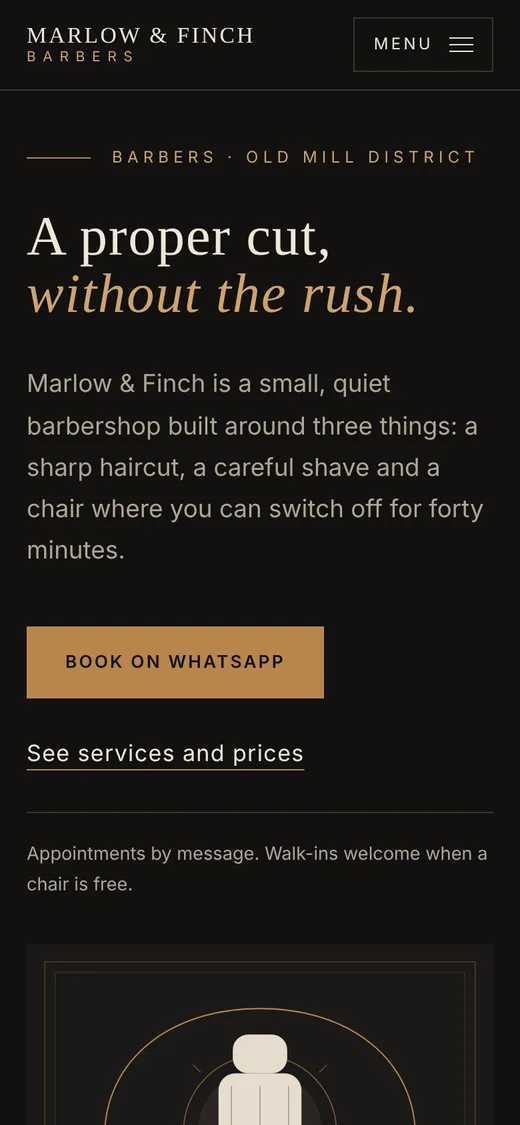 MARLOW & FINCH
BARBERS
MENU
BARBERS · OLD MILL DISTRICT
A proper cut,
without the rush.
Marlow & Finch is a small, quiet
barbershop built around three things: a
sharp haircut, a careful shave and a
chair where you can switch off for forty
minutes.
BOOK ON WHATSAPP
See services and prices
Appointments by message. Walk-ins welcome when a
chair is free.